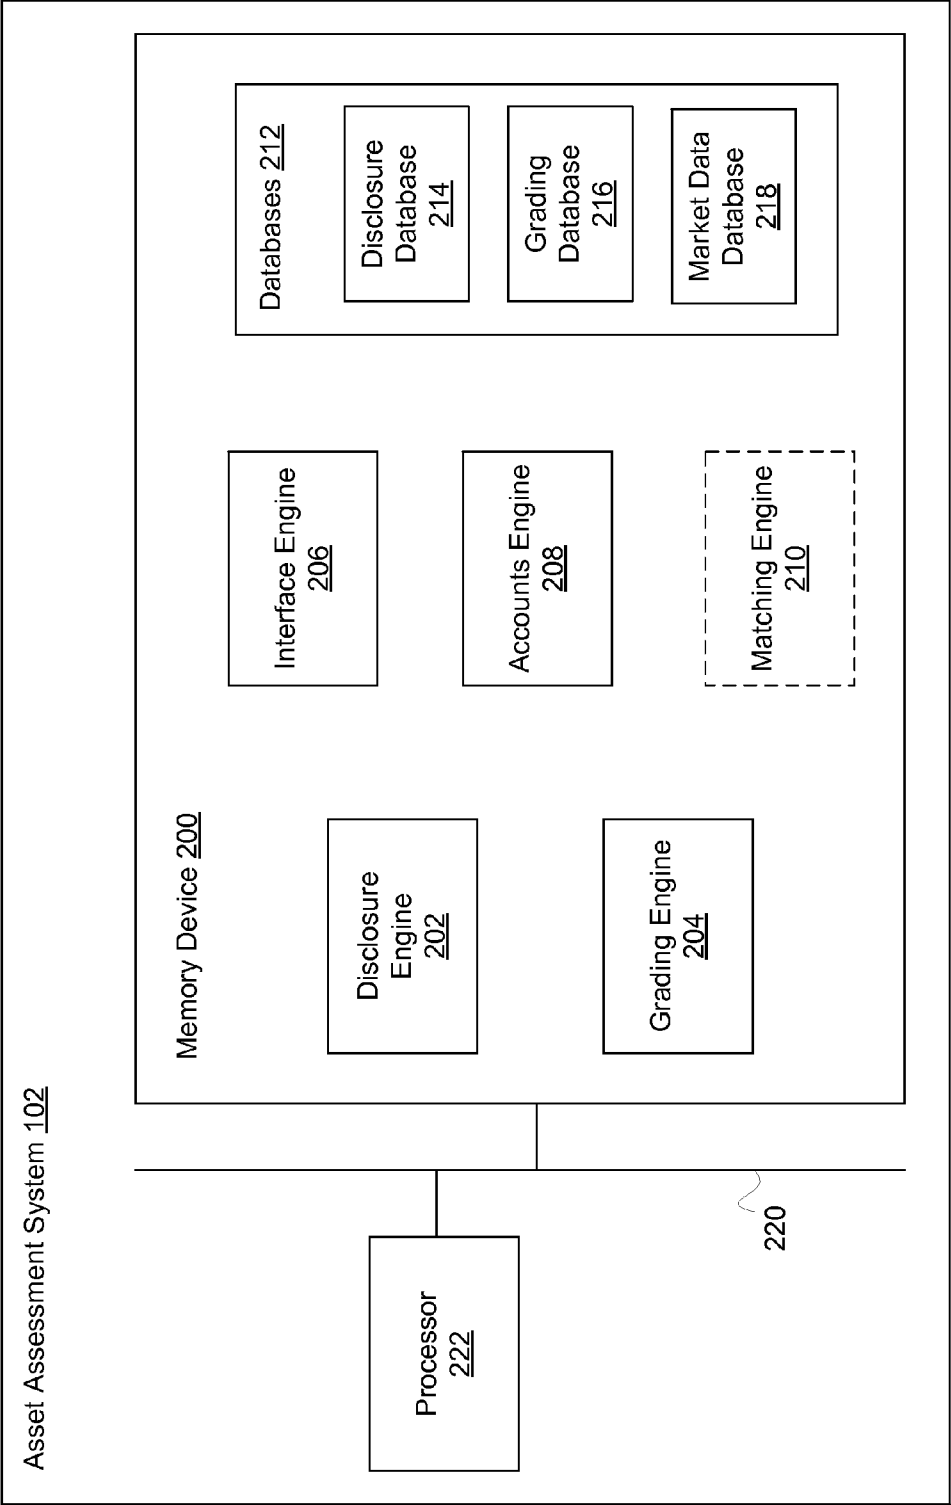 Asset Assessment System 102
Processor
222
220
Memory Device 200
Disclosure
Engine
202
Grading Engine
204
Interface Engine
206
Accounts Engine
208
Matching Engine
210
Databases 212
Disclosure
Database
214
Grading
Database
216
Market Data
Database
218